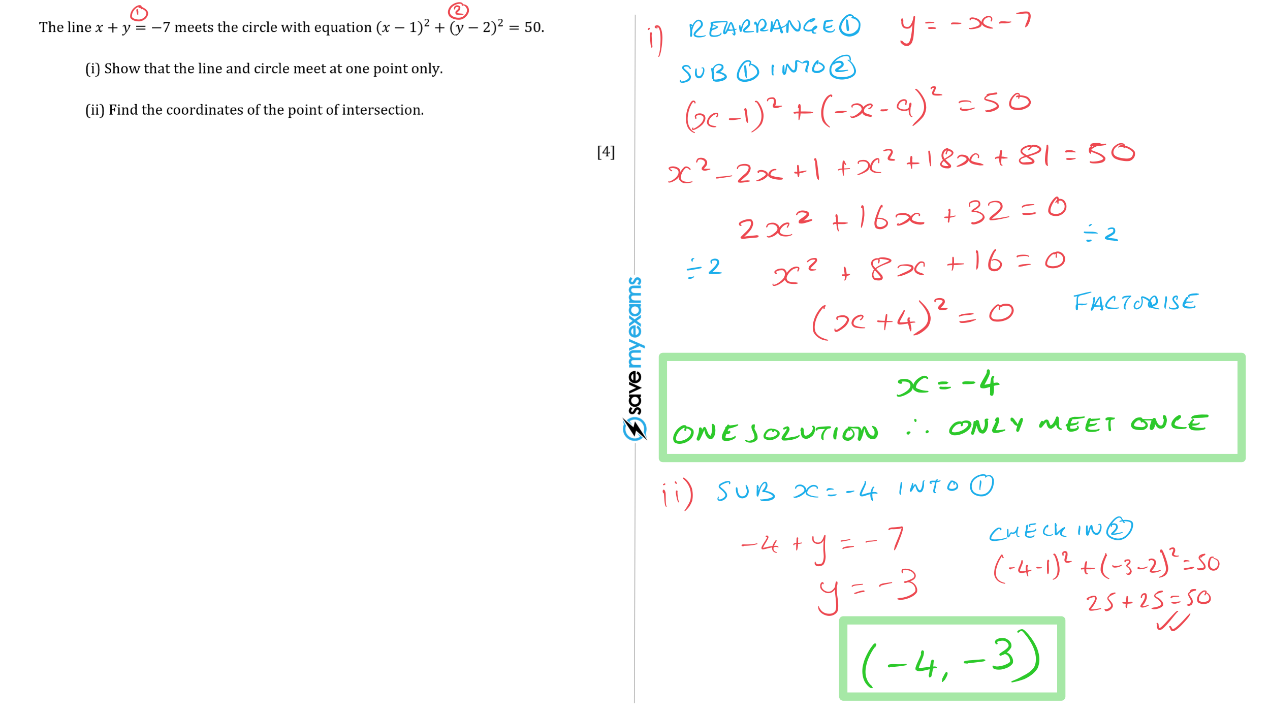 The line x + y = −7 meets the circle with equation (x − 1)² + (y − 2)² = 50.
① ②
(i) Show that the line and circle meet at one point only.
(ii) Find the coordinates of the point of intersection.
[4]
save my exams
i) REARRANGE ① y = -x - 7
SUB ① INTO ②
(x - 1)² + (-x - 9)² = 50
x² - 2x + 1 + x² + 18x + 81 = 50
2x² + 16x + 32 = 0
÷2 ÷2
x² + 8x + 16 = 0
(x + 4)² = 0 FACTORISE
x = -4
ONE SOLUTION ∴ ONLY MEET ONCE
ii) SUB x = -4 INTO ①
-4 + y = -7
y = -3
CHECK IN ②
(-4-1)² + (-3-2)² = 50
25 + 25 = 50
✓✓
(-4, -3)